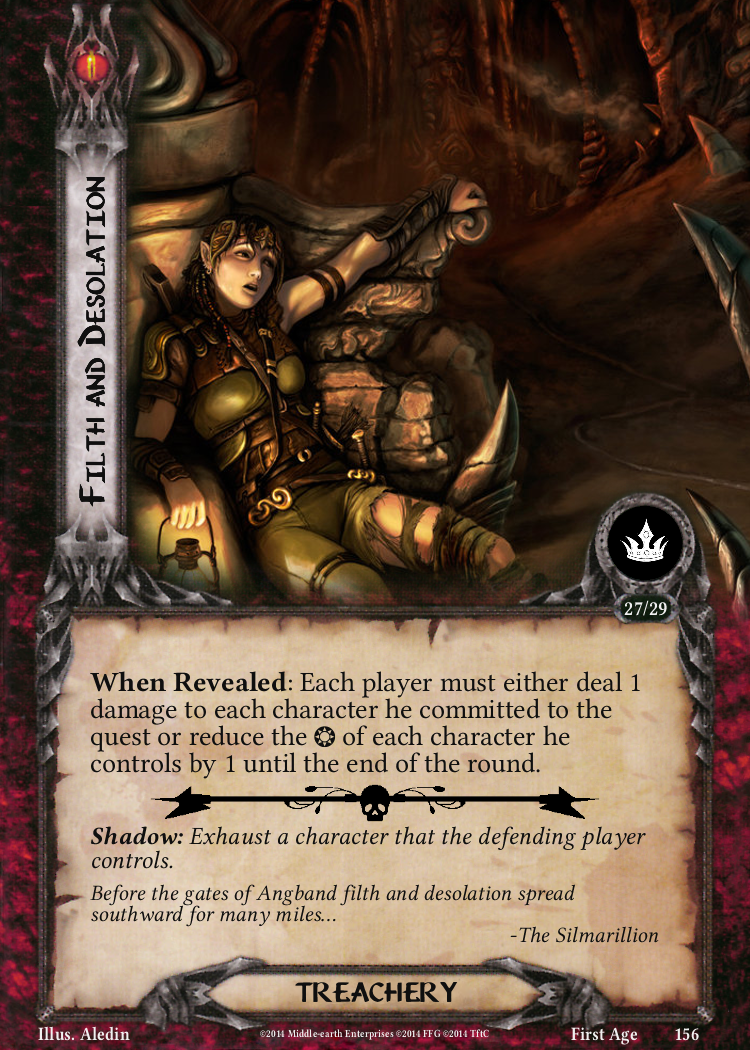 Filth and Desolation
27/29
When Revealed: Each player must either deal 1
damage to each character he committed to the
quest or reduce the of each character he
controls by 1 until the end of the round.
Shadow: Exhaust a character that the defending player
controls.
Before the gates of Angband filth and desolation spread
southward for many miles...
-The Silmarillion
TREACHERY
Illus. Aledin ©2014 Middle-earth Enterprises ©2014 FFG ©2014 TftC First Age 156